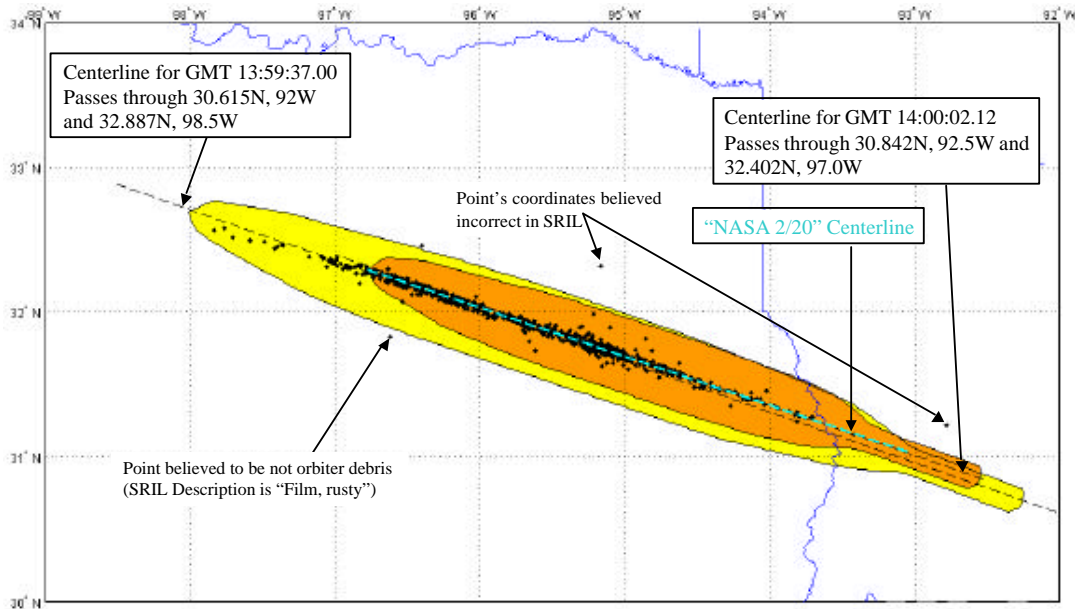 98°W 98°W 97°W 96°W 95°W 94°W 93°W 92°W
34°N
Centerline for GMT 13:59:37.00
Passes through 30.615N, 92W
and 32.887N, 98.5W
Centerline for GMT 14:00:02.12
Passes through 30.842N, 92.5W and
32.402N, 97.0W
33°N
Point’s coordinates believed
incorrect in SRIL
“NASA 2/20” Centerline
32°N
31°N
Point believed to be not orbiter debris
(SRIL Description is “Film, rusty”)
30°N